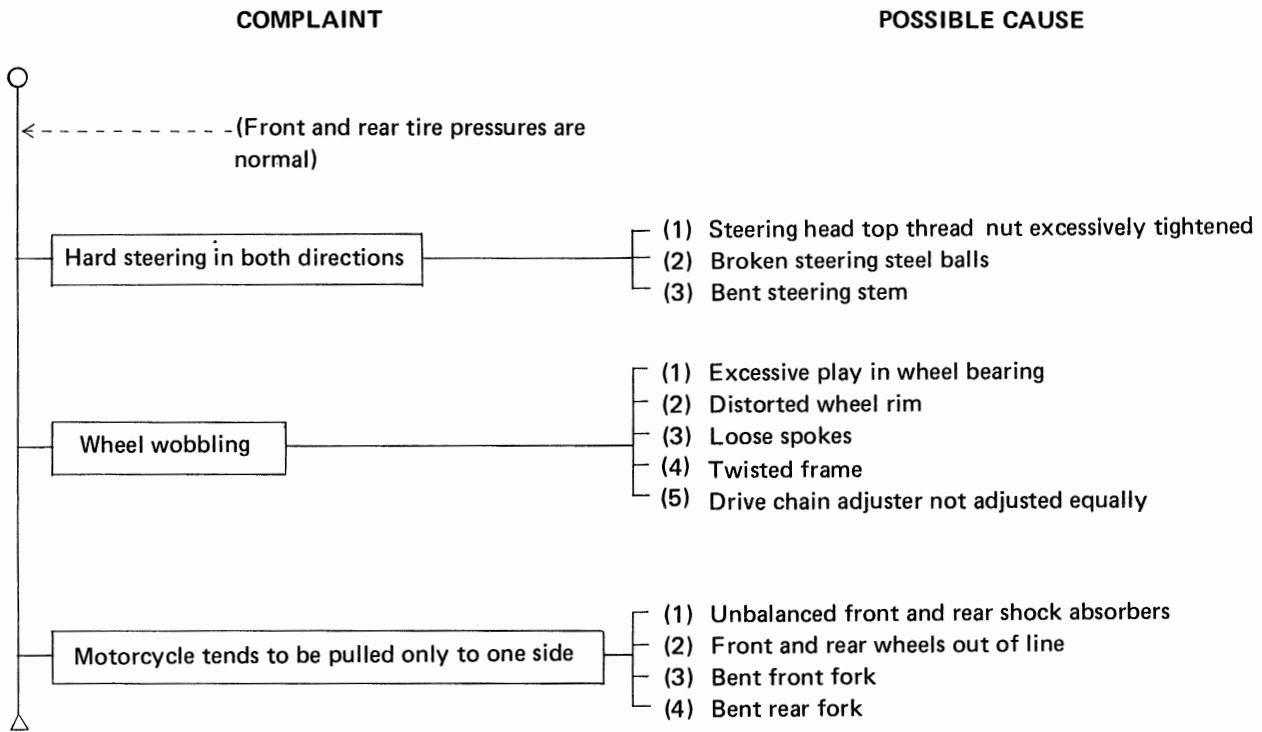 COMPLAINT
POSSIBLE CAUSE
(Front and rear tire pressures are
normal)
Hard steering in both directions
(1) Steering head top thread nut excessively tightened
(2) Broken steering steel balls
(3) Bent steering stem
Wheel wobbling
(1) Excessive play in wheel bearing
(2) Distorted wheel rim
(3) Loose spokes
(4) Twisted frame
(5) Drive chain adjuster not adjusted equally
Motorcycle tends to be pulled only to one side
(1) Unbalanced front and rear shock absorbers
(2) Front and rear wheels out of line
(3) Bent front fork
(4) Bent rear fork